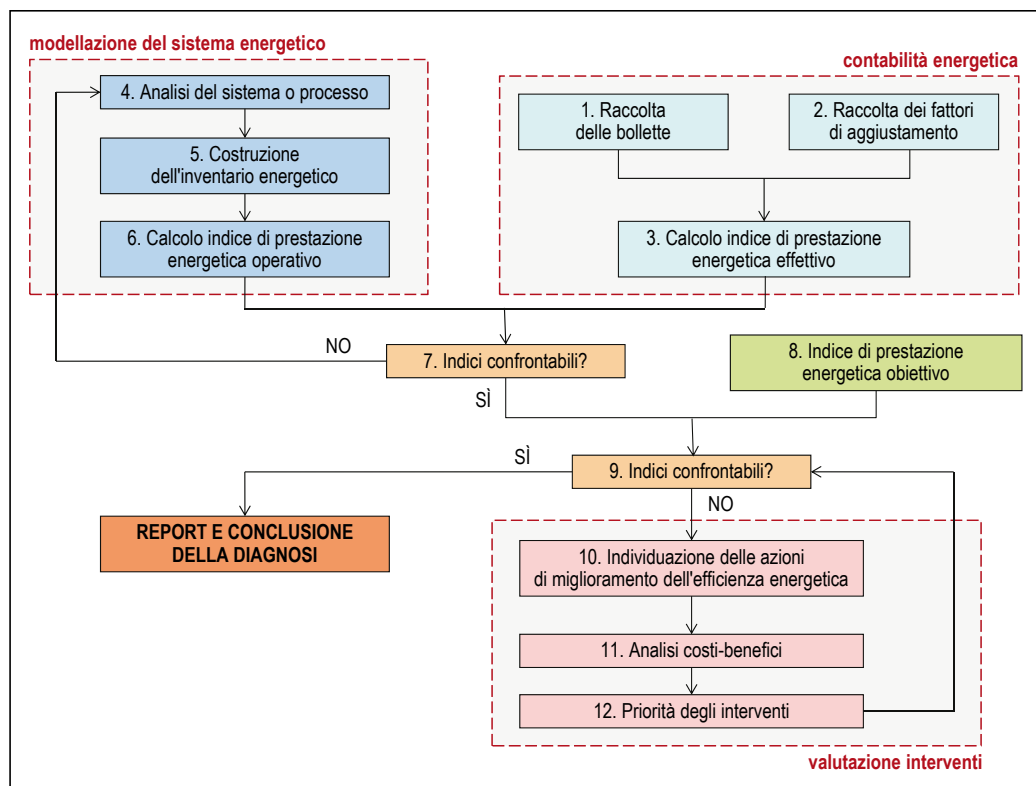 modellazione del sistema energetico
4. Analisi del sistema o processo
5. Costruzione
dell'inventario energetico
6. Calcolo indice di prestazione
energetica operativo
contabilità energetica
1. Raccolta
delle bollette
2. Raccolta dei fattori
di aggiustamento
3. Calcolo indice di prestazione
energetica effettivo
NO
7. Indici confrontabili?
SÌ
8. Indice di prestazione
energetica obiettivo
SÌ
9. Indici confrontabili?
NO
REPORT E CONCLUSIONE
DELLA DIAGNOSI
10. Individuazione delle azioni
di miglioramento dell'efficienza energetica
11. Analisi costi-benefici
12. Priorità degli interventi
valutazione interventi